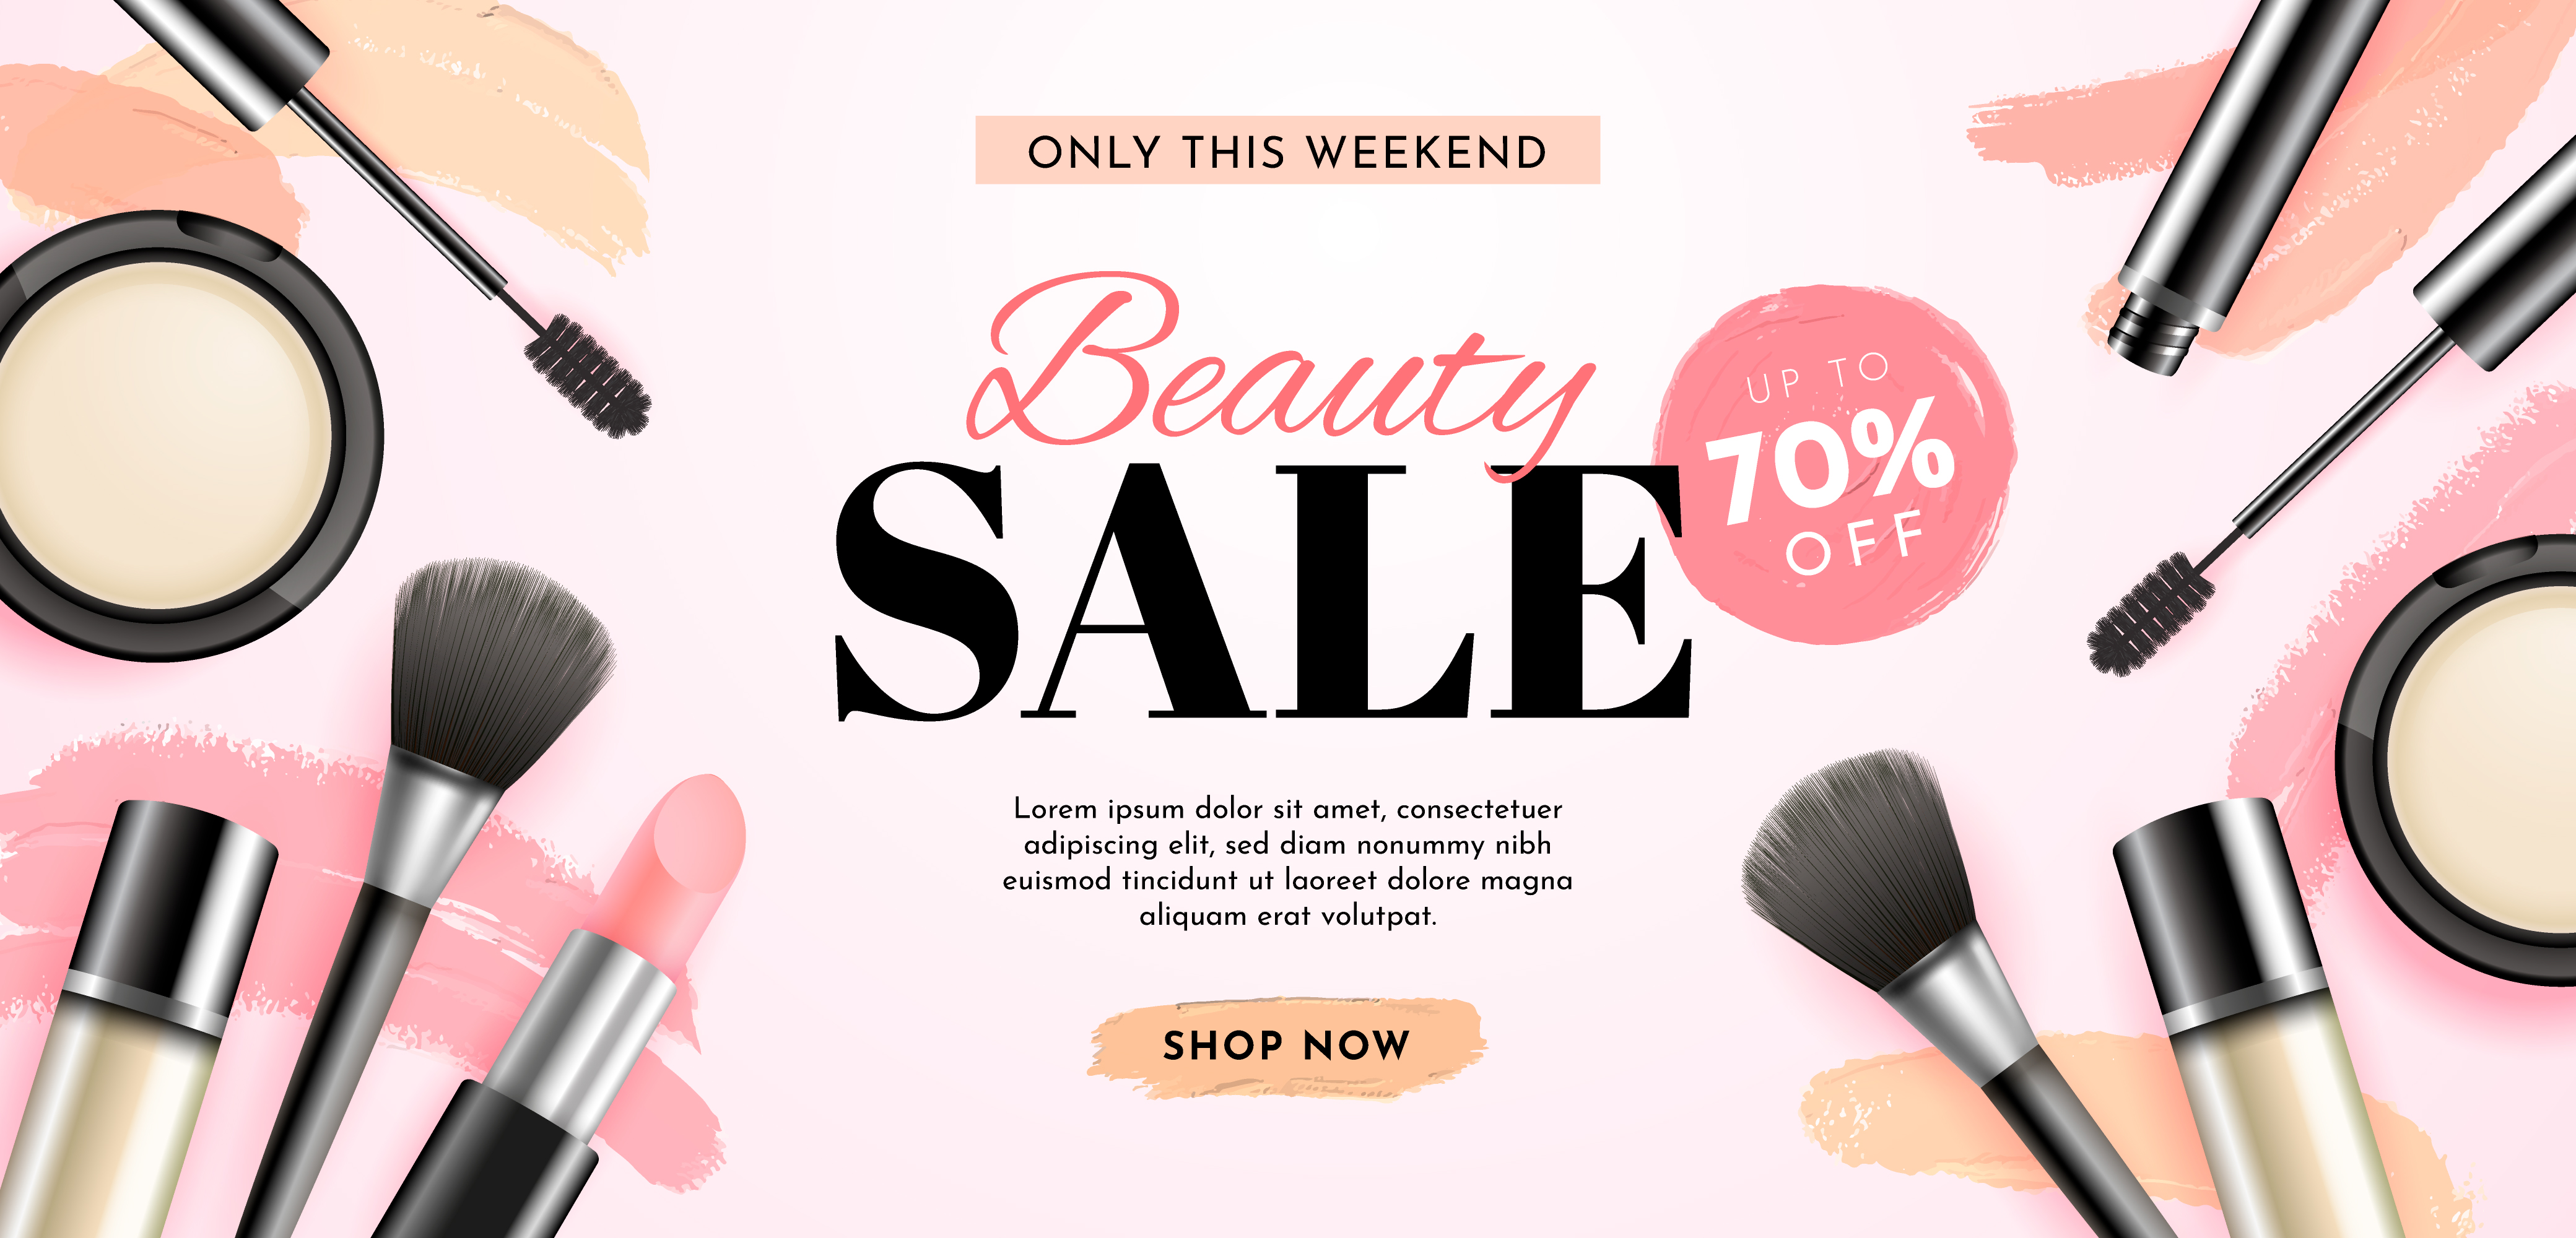 ONLY THIS WEEKEND
Beauty
SALE
UP TO
70%
OFF
Lorem ipsum dolor sit amet, consectetuer
adipiscing elit, sed diam nonummy nibh
euismod tincidunt ut laoreet dolore magna
aliquam erat volutpat.
SHOP NOW